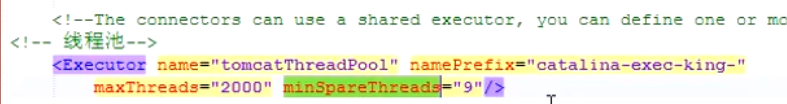 <!--The connectors can use a shared executor, you can define one or mo
<!-- 线程池-->
<Executor name="tomcatThreadPool" namePrefix="catalina-exec-king-"
maxThreads="2000" minSpareThreads="9"/>